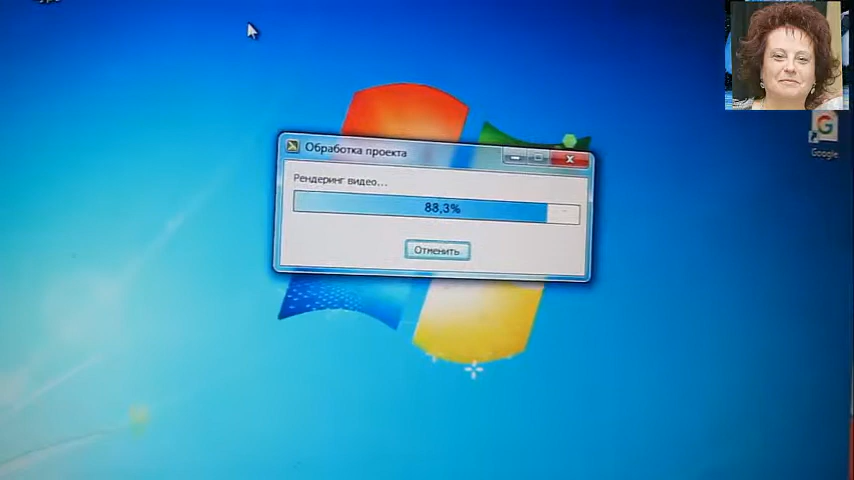 Обработка проекта
Рендеринг видео...
88,3%
Отменить
Google